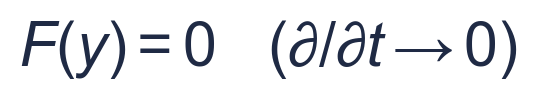 F(y) = 0 (∂/∂t → 0)